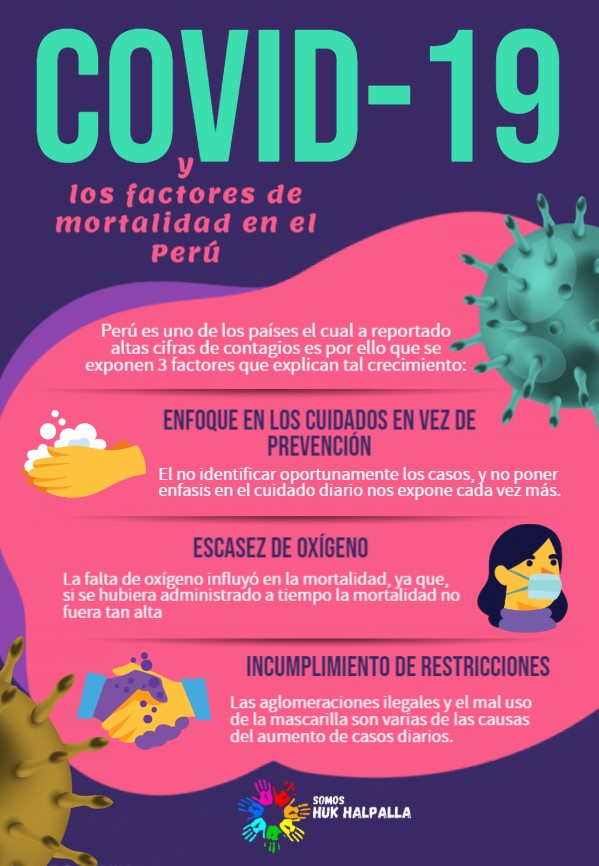 COVID-19
y
los factores de
mortalidad en el
Perú
Perú es uno de los países el cual a reportado
altas cifras de contagios es por ello que se
exponen 3 factores que explican tal crecimiento:
ENFOQUE EN LOS CUIDADOS EN VEZ DE
PREVENCIÓN
El no identificar oportunamente los casos, y no poner
enfasis en el cuidado diario nos expone cada vez más.
ESCASEZ DE OXÍGENO
La falta de oxígeno influyó en la mortalidad, ya que,
si se hubiera administrado a tiempo la mortalidad no
fuera tan alta
INCUMPLIMIENTO DE RESTRICCIONES
Las aglomeraciones ilegales y el mal uso
de la mascarilla son varias de las causas
del aumento de casos diarios.
SOMOS
HUK HALPALLA